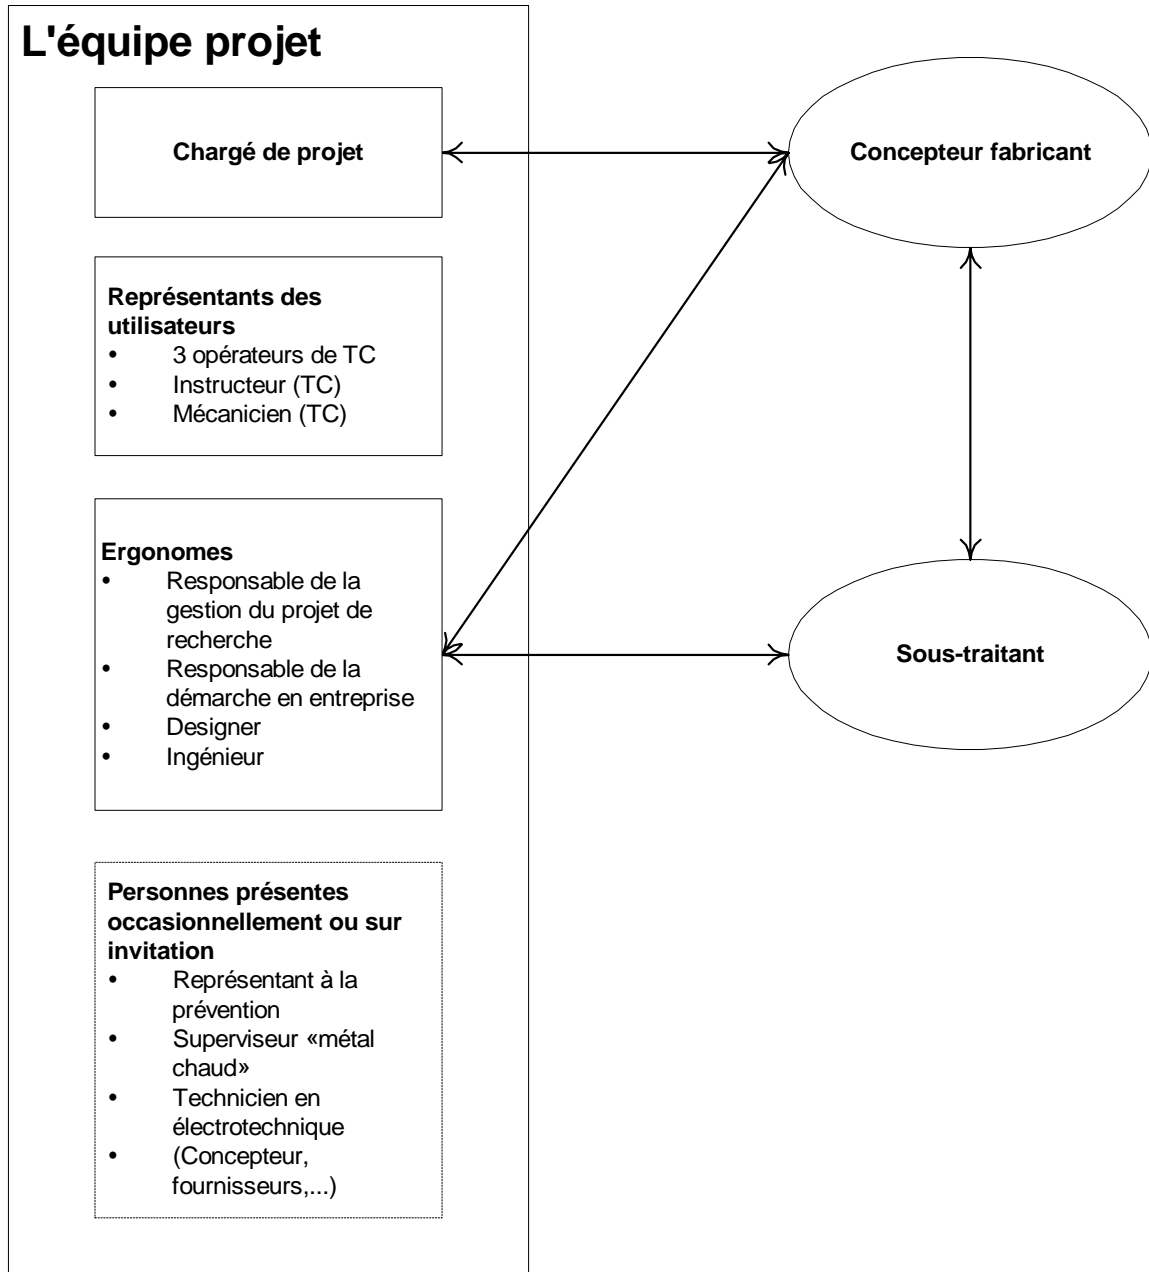 L'équipe projet
Chargé de projet
Concepteur fabricant
Représentants des
utilisateurs
• 3 opérateurs de TC
• Instructeur (TC)
• Mécanicien (TC)
Ergonomes
• Responsable de la
gestion du projet de
recherche
• Responsable de la
démarche en entreprise
• Designer
• Ingénieur
Sous-traitant
Personnes présentes
occasionnellement ou sur
invitation
• Représentant à la
prévention
• Superviseur «métal
chaud»
• Technicien en
électrotechnique
• (Concepteur,
fournisseurs,...)